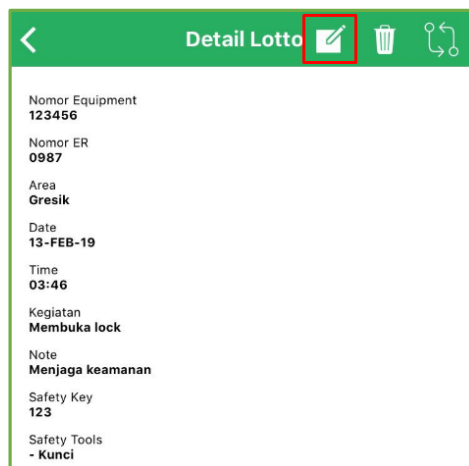 Detail Lotto
Nomor Equipment
123456
Nomor ER
0987
Area
Gresik
Date
13-FEB-19
Time
03:46
Kegiatan
Membuka lock
Note
Menjaga keamanan
Safety Key
123
Safety Tools
- Kunci